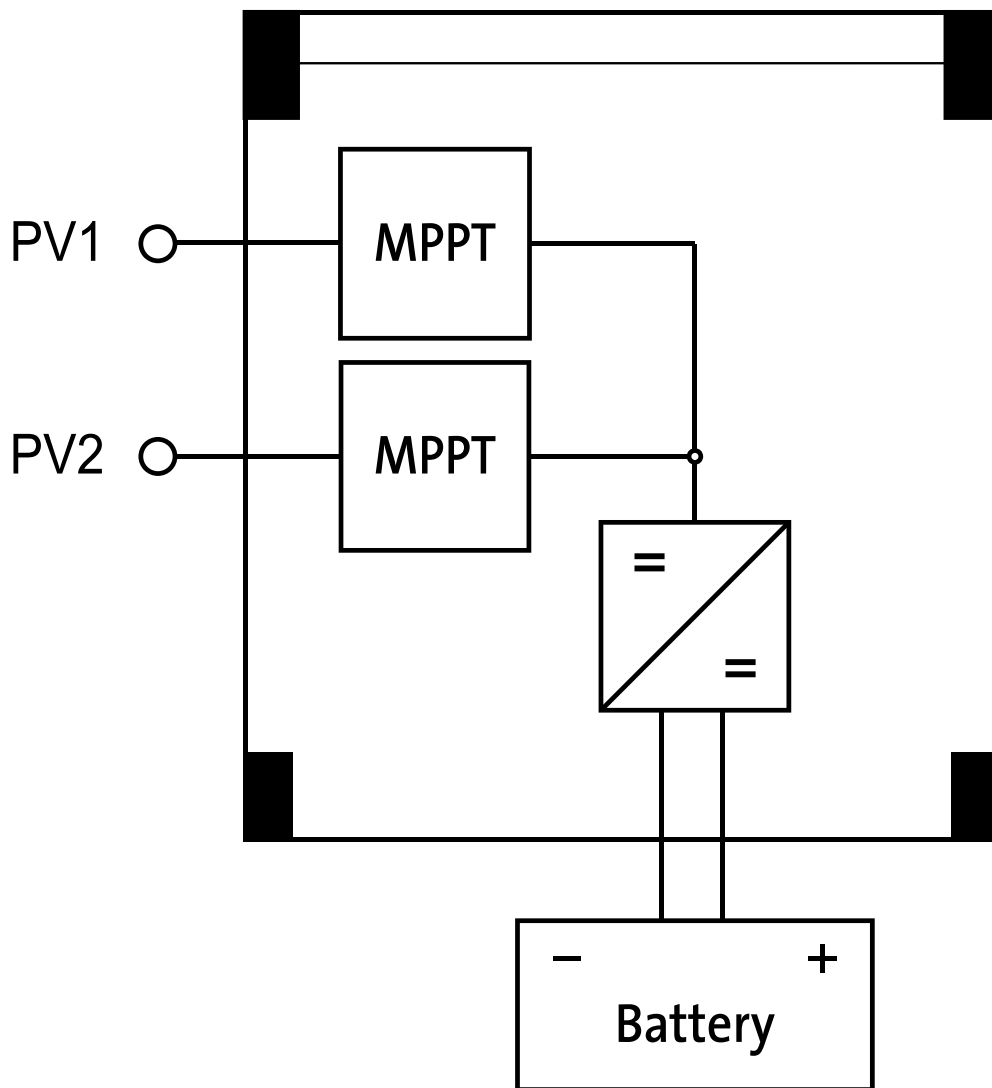 PV1
MPPT
PV2
MPPT
=
=
− +
Battery